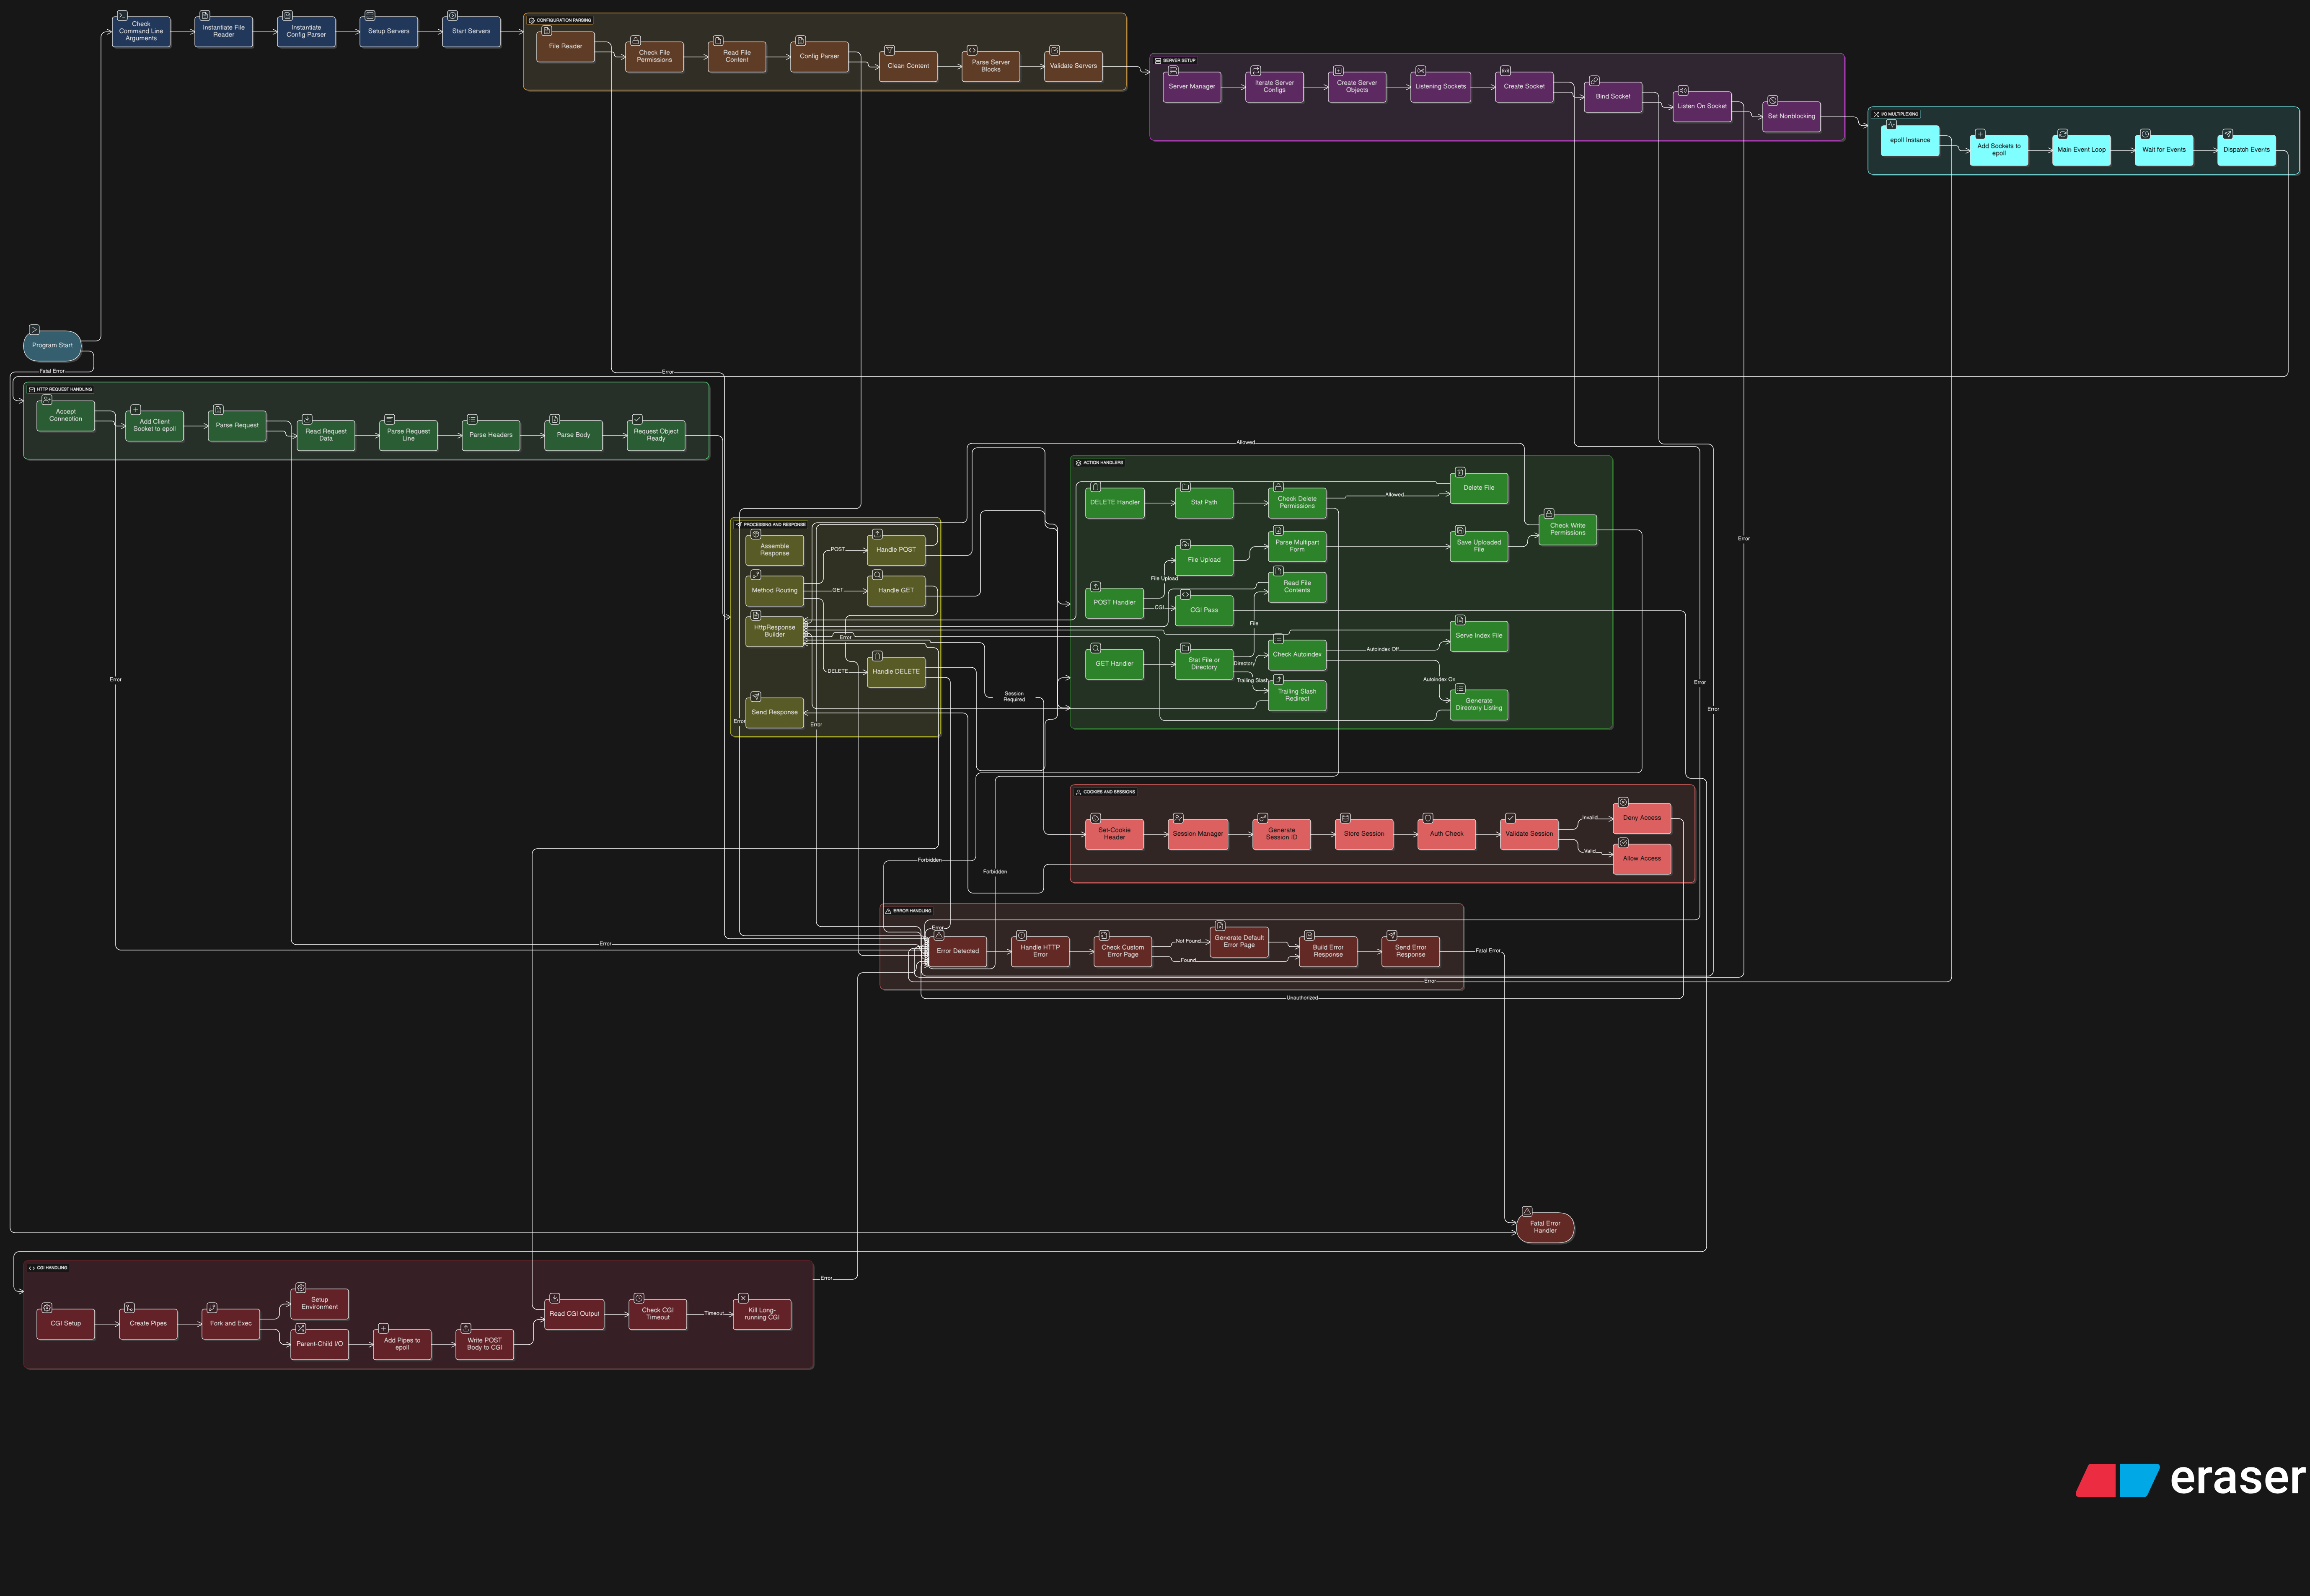 Check
Command Line
Arguments
Instantiate File
Reader
Instantiate
Config Parser
Setup Servers
Start Servers
CONFIGURATION PARSING
File Reader
Check File
Permissions
Read File
Content
Config Parser
Clean Content
Parse Server
Blocks
Validate Servers
SERVER SETUP
Server Manager
Iterate Server
Configs
Create Server
Objects
Listening Sockets
Create Socket
Bind Socket
Listen On Socket
Set Nonblocking
I/O MULTIPLEXING
epoll Instance
Add Sockets to
epoll
Main Event Loop
Wait for Events
Dispatch Events
Program Start
Fatal Error
Error
HTTP REQUEST HANDLING
Accept
Connection
Add Client
Socket to epoll
Parse Request
Read Request
Data
Parse Request
Line
Parse Headers
Parse Body
Request Object
Ready
Allowed
ACTION HANDLERS
DELETE Handler
Stat Path
Check Delete
Permissions
Allowed
Delete File
Check Write
Permissions
File Upload
Parse Multipart
Form
Save Uploaded
File
File Upload
POST Handler
CGI
CGI Pass
Read File
Contents
File
GET Handler
Stat File or
Directory
Directory
Trailing Slash
Check Autoindex
Autoindex Off
Serve Index File
Autoindex On
Trailing Slash
Redirect
Generate
Directory Listing
PROCESSING AND RESPONSE
Assemble
Response
POST
Handle POST
Method Routing
GET
Handle GET
HttpResponse
Builder
Error
DELETE
Handle DELETE
Send Response
Error
Error
Session
Required
Error
Error
Error
Error
COOKIES AND SESSIONS
Set-Cookie
Header
Session Manager
Generate
Session ID
Store Session
Auth Check
Validate Session
Invalid
Deny Access
Valid
Allow Access
Forbidden
Forbidden
ERROR HANDLING
Error
Error
Error Detected
Handle HTTP
Error
Check Custom
Error Page
Not Found
Found
Generate Default
Error Page
Build Error
Response
Send Error
Response
Fatal Error
Error
Unauthorized
Fatal Error
Handler
CGI HANDLING
Error
CGI Setup
Create Pipes
Fork and Exec
Setup
Environment
Parent-Child I/O
Add Pipes to
epoll
Write POST
Body to CGI
Read CGI Output
Check CGI
Timeout
Timeout
Kill Long-
running CGI
eraser